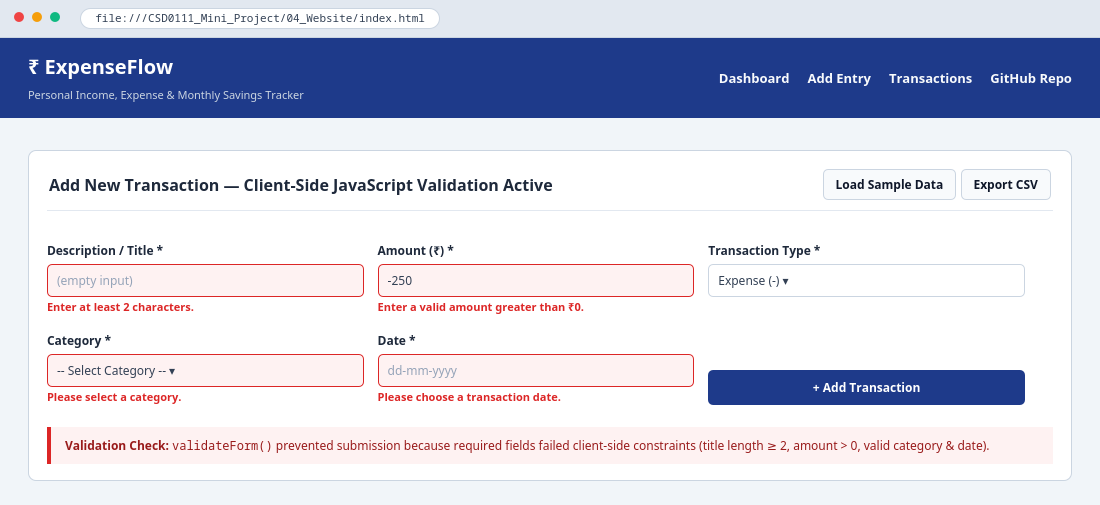 file:///CSD0111_Mini_Project/04_Website/index.html
₹ ExpenseFlow
Personal Income, Expense & Monthly Savings Tracker
Dashboard Add Entry Transactions GitHub Repo
Add New Transaction — Client-Side JavaScript Validation Active
Load Sample Data Export CSV
Description / Title * Amount (₹) * Transaction Type *
(empty input) -250 Expense (-) ▾
Enter at least 2 characters. Enter a valid amount greater than ₹0.
Category * Date *
-- Select Category -- ▾ dd-mm-yyyy + Add Transaction
Please select a category. Please choose a transaction date.
Validation Check: validateForm() prevented submission because required fields failed client-side constraints (title length ≥ 2, amount > 0, valid category & date).